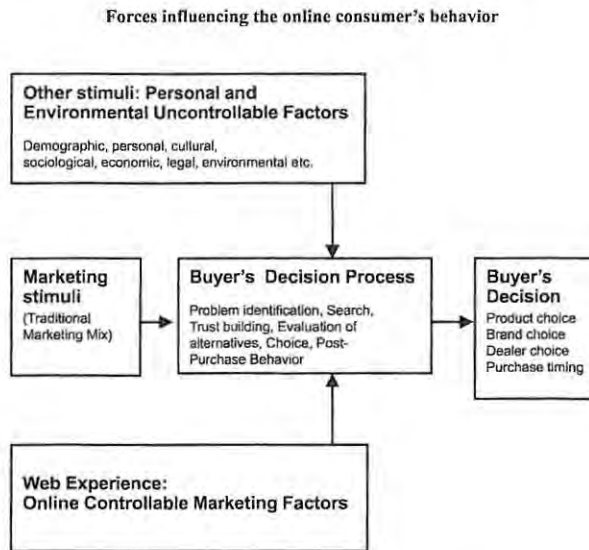 Forces influencing the online consumer's behavior
Other stimuli: Personal and
Environmental Uncontrollable Factors
Demographic, personal, cultural,
sociological, economic, legal, environmental etc.
Marketing
stimuli
(Traditional
Marketing Mix)
Buyer's Decision Process
Problem identification, Search,
Trust building, Evaluation of
alternatives, Choice, Post-
Purchase Behavior
Buyer's
Decision
Product choice
Brand choice
Dealer choice
Purchase timing
Web Experience:
Online Controllable Marketing Factors